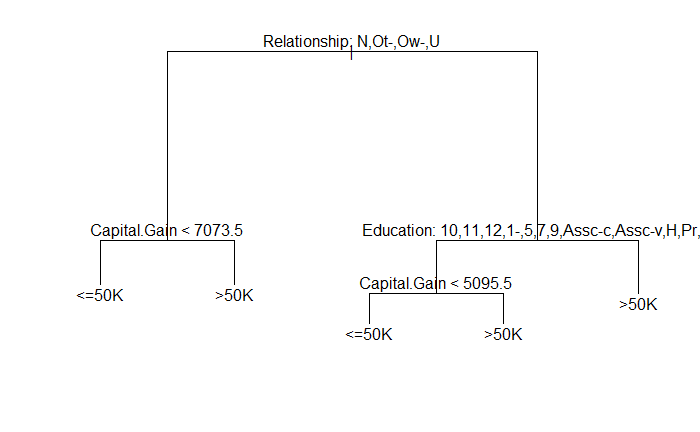 Relationship: N,Ot-,Ow-,U
Capital.Gain < 7073.5
Education: 10,11,12,1-,5,7,9,Assc-c,Assc-v,H,Pr,
Capital.Gain < 5095.5
<=50K
>50K
>50K
<=50K
>50K